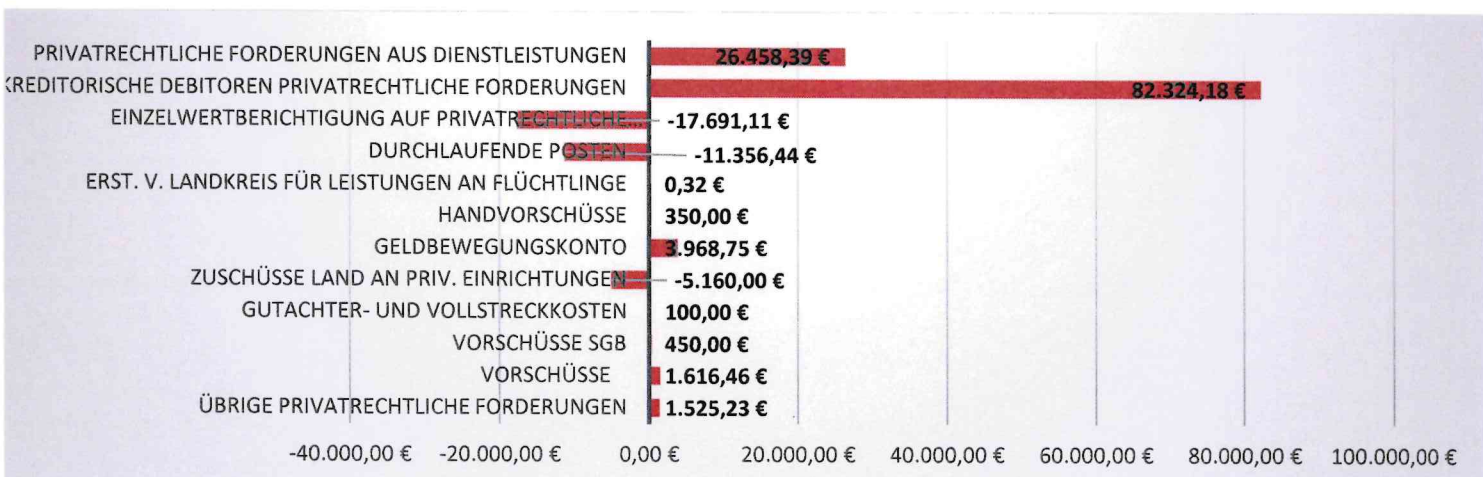 PRIVATRECHTLICHE FORDERUNGEN AUS DIENSTLEISTUNGEN 26.458,39 €
KREDITORISCHE DEBITOREN PRIVATRECHTLICHE FORDERUNGEN 82.324,18 €
EINZELWERTBERICHTIGUNG AUF PRIVATRECHTLICHE... -17.691,11 €
DURCHLAUFENDE POSTEN -11.356,44 €
ERST. V. LANDKREIS FÜR LEISTUNGEN AN FLÜCHTLINGE 0,32 €
HANDVORSCHÜSSE 350,00 €
GELDBEWEGUNGSKONTO 3.968,75 €
ZUSCHÜSSE LAND AN PRIV. EINRICHTUNGEN -5.160,00 €
GUTACHTER- UND VOLLSTRECKKOSTEN 100,00 €
VORSCHÜSSE SGB 450,00 €
VORSCHÜSSE 1.616,46 €
ÜBRIGE PRIVATRECHTLICHE FORDERUNGEN 1.525,23 €
-40.000,00 € -20.000,00 € 0,00 € 20.000,00 € 40.000,00 € 60.000,00 € 80.000,00 € 100.000,00 €